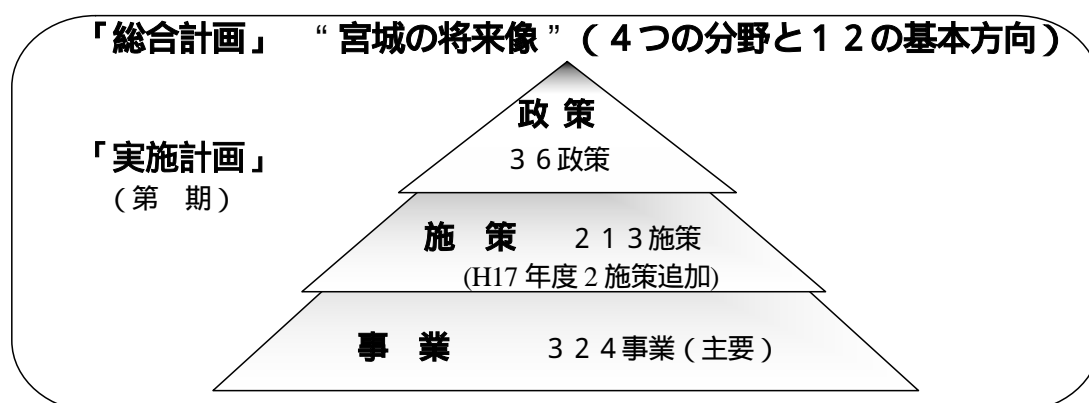 「総合計画」 “宮城の将来像”(4つの分野と12の基本方向)
政 策
36政策
「実施計画」
(第 期)
施 策 213施策
(H17年度2施策追加)
事 業 324事業(主要)